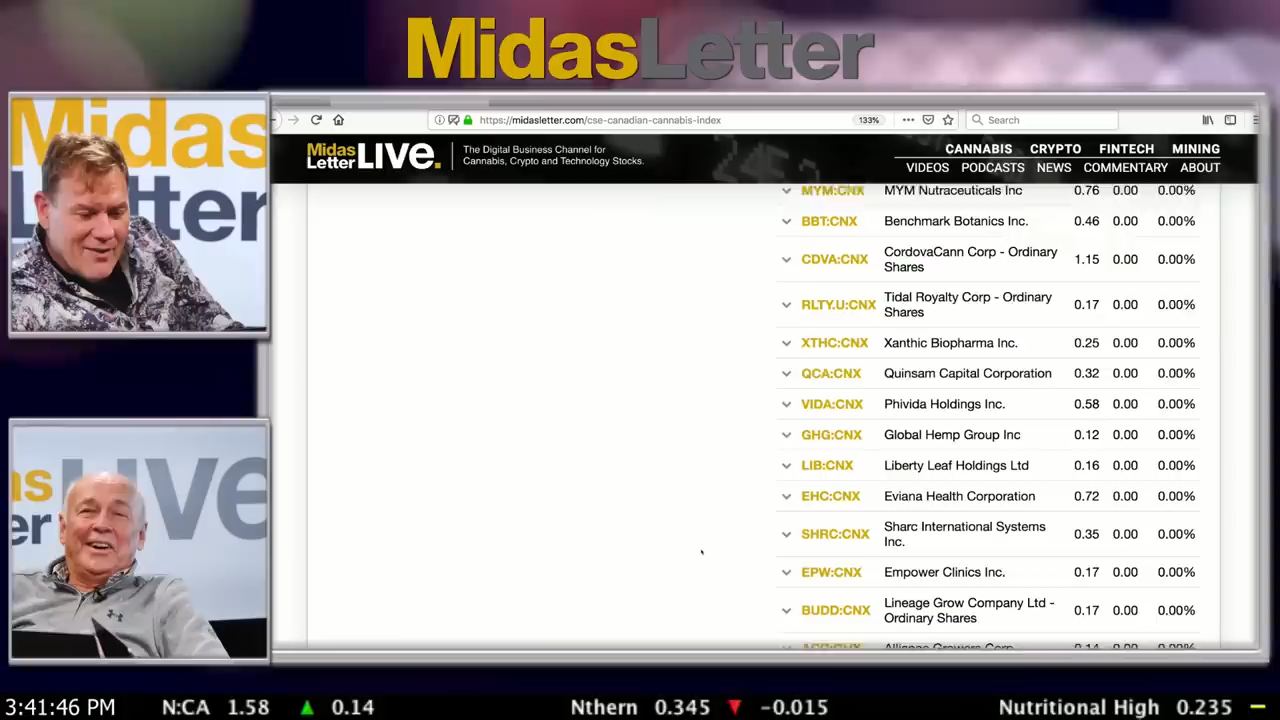 MidasLetter
https://midasletter.com/cse-canadian-cannabis-index
133%
Search
Midas
Letter LIVE.
The Digital Business Channel for
Cannabis, Crypto and Technology Stocks.
CANNABIS CRYPTO FINTECH MINING
VIDEOS PODCASTS NEWS COMMENTARY ABOUT
MYM:CNX MYM Nutraceuticals Inc 0.76 0.00 0.00%
BBT:CNX Benchmark Botanics Inc. 0.46 0.00 0.00%
CDVA:CNX CordovaCann Corp - Ordinary
Shares 1.15 0.00 0.00%
RLTY.U:CNX Tidal Royalty Corp - Ordinary
Shares 0.17 0.00 0.00%
XTHC:CNX Xanthic Biopharma Inc. 0.25 0.00 0.00%
QCA:CNX Quinsam Capital Corporation 0.32 0.00 0.00%
VIDA:CNX Phivida Holdings Inc. 0.58 0.00 0.00%
GHG:CNX Global Hemp Group Inc 0.12 0.00 0.00%
LIB:CNX Liberty Leaf Holdings Ltd 0.16 0.00 0.00%
EHC:CNX Eviana Health Corporation 0.72 0.00 0.00%
SHRC:CNX Sharc International Systems
Inc. 0.35 0.00 0.00%
EPW:CNX Empower Clinics Inc. 0.17 0.00 0.00%
BUDD:CNX Lineage Grow Company Ltd -
Ordinary Shares 0.17 0.00 0.00%
Midas
tter
as
er
IVe
3:41:46 PM N:CA 1.58 0.14 Nthern 0.345 -0.015 Nutritional High 0.235